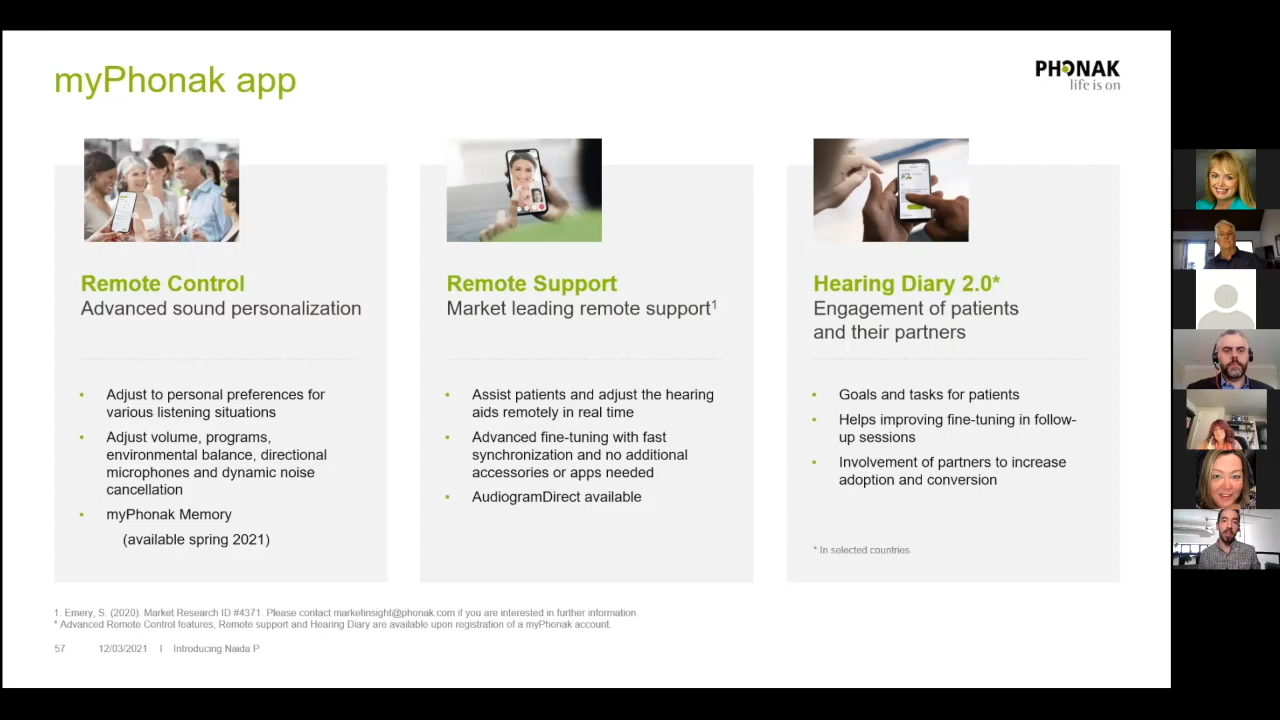 myPhonak app
PHONAK
life is on
Remote Control
Advanced sound personalization
• Adjust to personal preferences for
various listening situations
• Adjust volume, programs,
environmental balance, directional
microphones and dynamic noise
cancellation
• myPhonak Memory
(available spring 2021)
Remote Support
Market leading remote support1
• Assist patients and adjust the hearing
aids remotely in real time
• Advanced fine-tuning with fast
synchronization and no additional
accessories or apps needed
• AudiogramDirect available
Hearing Diary 2.0*
Engagement of patients
and their partners
• Goals and tasks for patients
• Helps improving fine-tuning in follow-
up sessions
• Involvement of partners to increase
adoption and conversion
* In selected countries
1. Emery, S. (2020). Market Research ID #4371. Please contact marketinsight@phonak.com if you are interested in further information.
* Advanced Remote Control features, Remote support and Hearing Diary are available upon registration of a myPhonak account.
57 12/03/2021 I Introducing Naida P